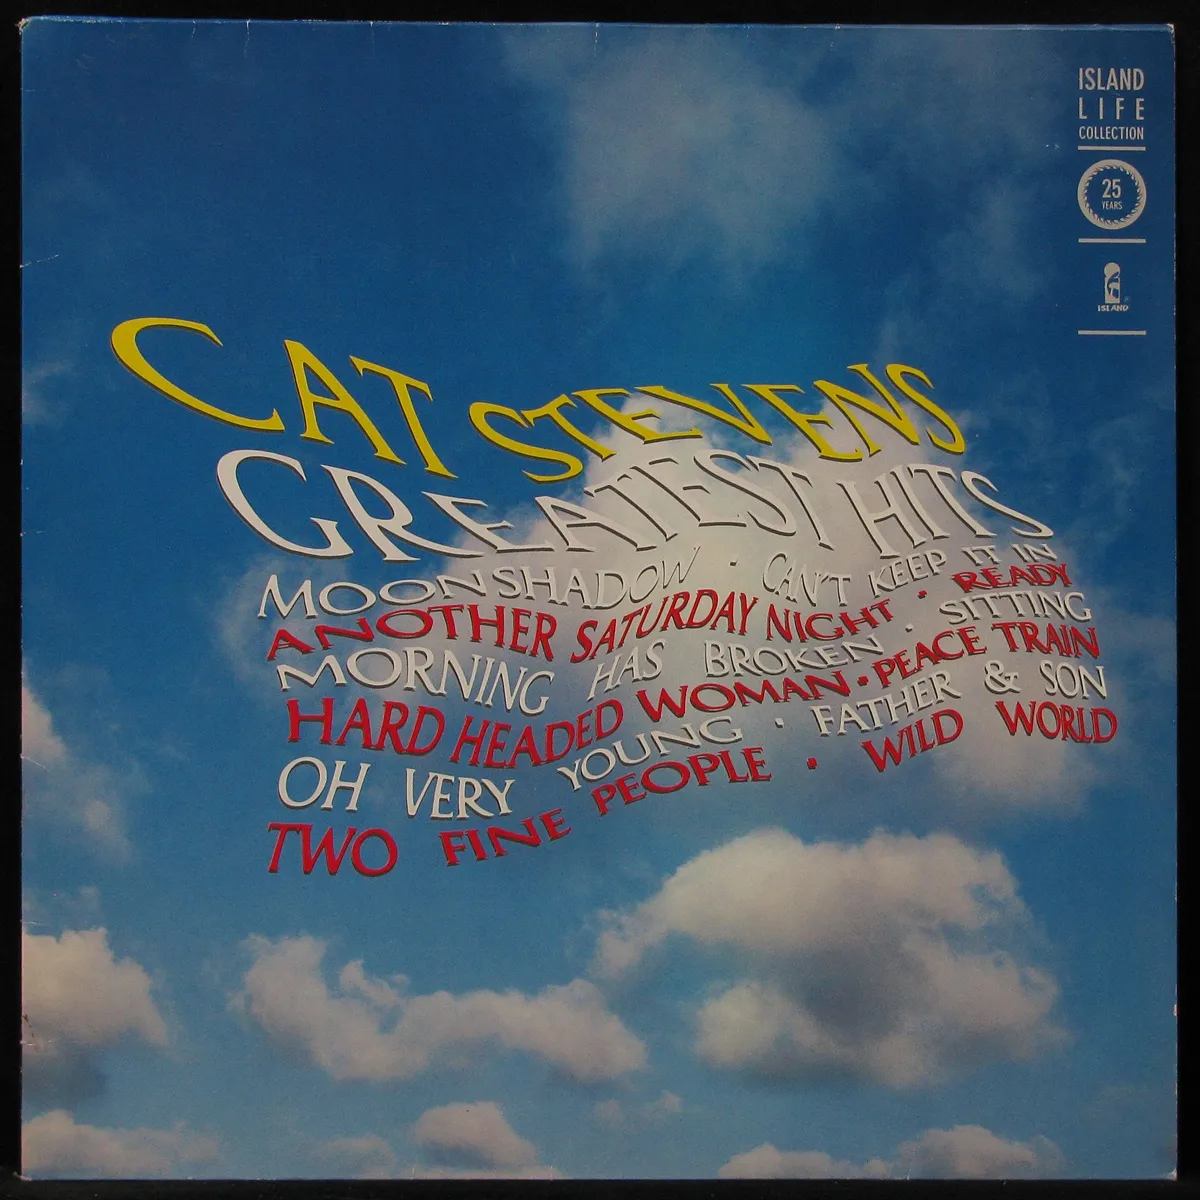 ISLAND
LIFE
COLLECTION
25
YEARS
ISLAND
CAT STEVENS
GREATEST HITS
MOONSHADOW · CAN'T KEEP IT IN
ANOTHER SATURDAY NIGHT · READY
MORNING HAS BROKEN · SITTING
HARD HEADED WOMAN · PEACE TRAIN
OH VERY YOUNG · FATHER & SON
TWO FINE PEOPLE · WILD WORLD